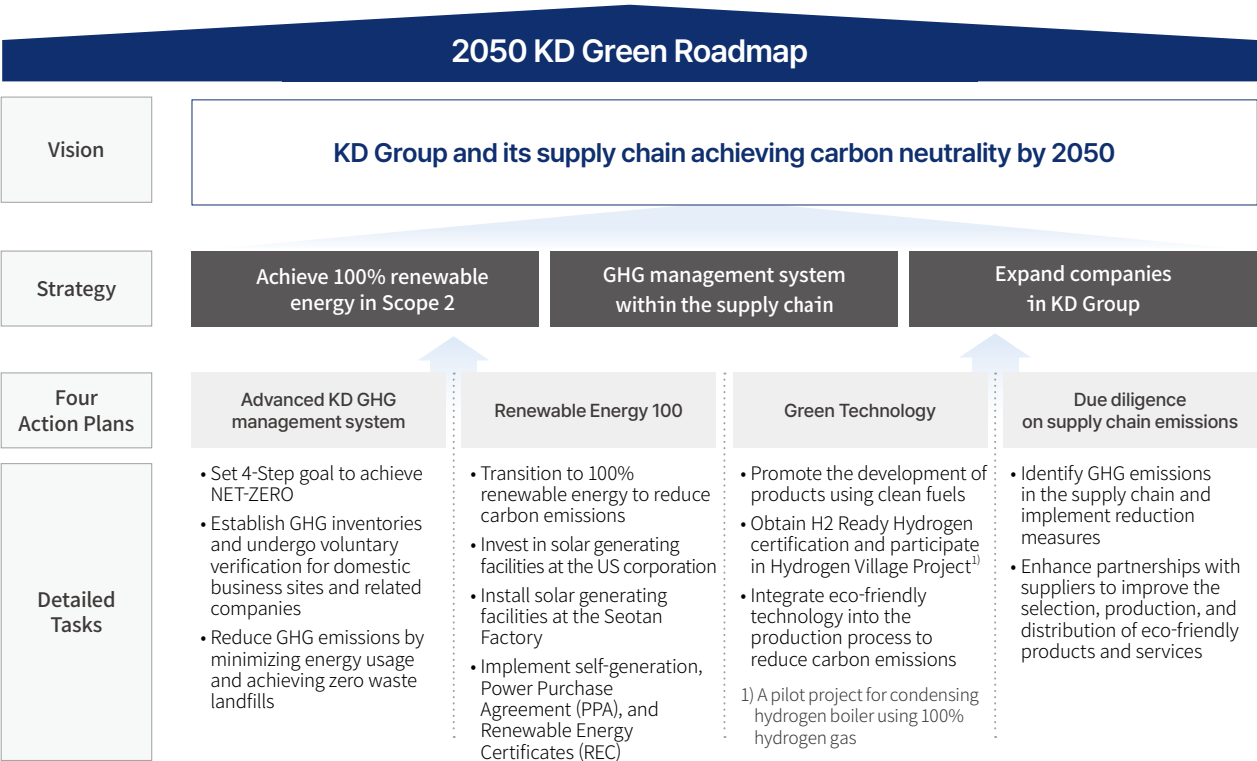 2050 KD Green Roadmap
Vision
KD Group and its supply chain achieving carbon neutrality by 2050
Strategy
Achieve 100% renewable
energy in Scope 2
GHG management system
within the supply chain
Expand companies
in KD Group
Four
Action Plans
Advanced KD GHG
management system
Renewable Energy 100
Green Technology
Due diligence
on supply chain emissions
Detailed
Tasks
• Set 4-Step goal to achieve
NET-ZERO
• Establish GHG inventories
and undergo voluntary
verification for domestic
business sites and related
companies
• Reduce GHG emissions by
minimizing energy usage
and achieving zero waste
landfills
• Transition to 100%
renewable energy to reduce
carbon emissions
• Invest in solar generating
facilities at the US corporation
• Install solar generating
facilities at the Seotan
Factory
• Implement self-generation,
Power Purchase
Agreement (PPA), and
Renewable Energy
Certificates (REC)
• Promote the development of
products using clean fuels
• Obtain H2 Ready Hydrogen
certification and participate
in Hydrogen Village Project1)
• Integrate eco-friendly
technology into the
production process to
reduce carbon emissions
1) A pilot project for condensing
hydrogen boiler using 100%
hydrogen gas
• Identify GHG emissions
in the supply chain and
implement reduction
measures
• Enhance partnerships with
suppliers to improve the
selection, production, and
distribution of eco-friendly
products and services